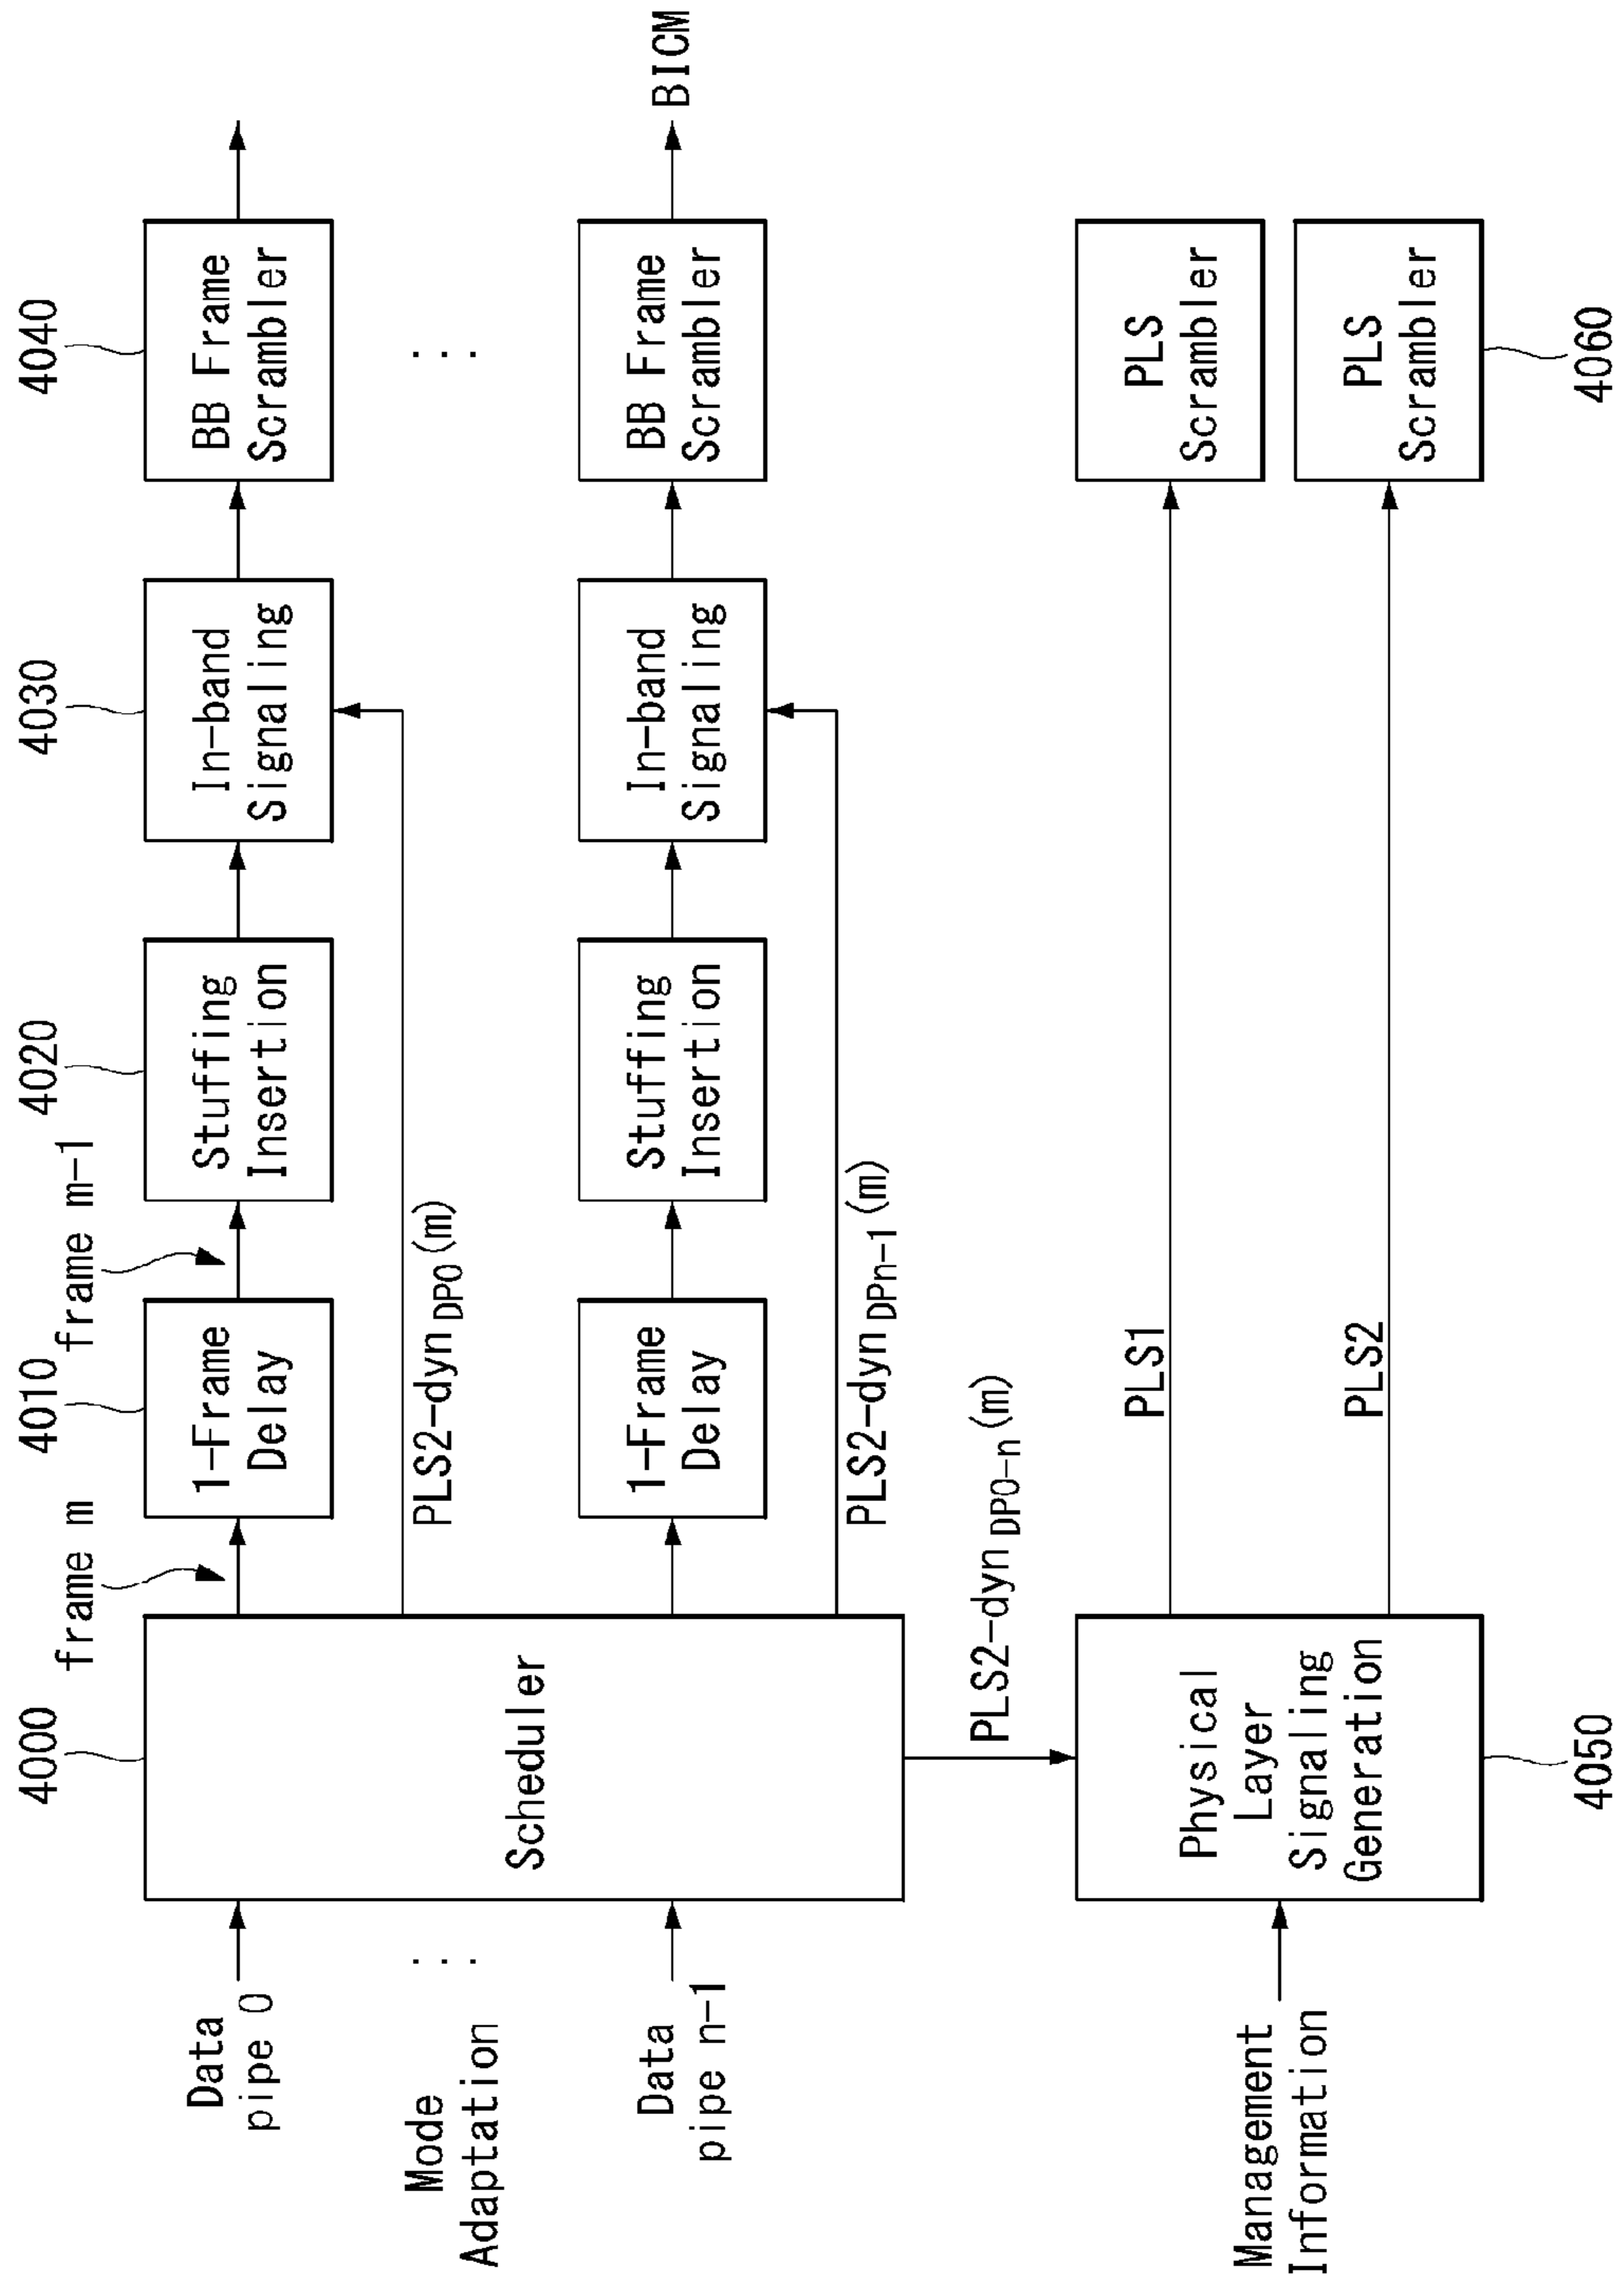 4000
4010
4020
4030
4040
frame m
frame m-1
Data
pipe 0
Mode
Adaptation
Data
pipe n-1
Scheduler
1-Frame
Delay
Stuffing
Insertion
In-band
Signaling
BB Frame
Scrambler
PLS2-dyn DP0 (m)
...
...
1-Frame
Delay
Stuffing
Insertion
In-band
Signaling
BB Frame
Scrambler
BICM
PLS2-dyn DPn-1 (m)
PLS2-dyn DP0-n (m)
Management
Information
Physical
Layer
Signaling
Generation
PLS1
PLS
Scrambler
PLS2
PLS
Scrambler
4050
4060